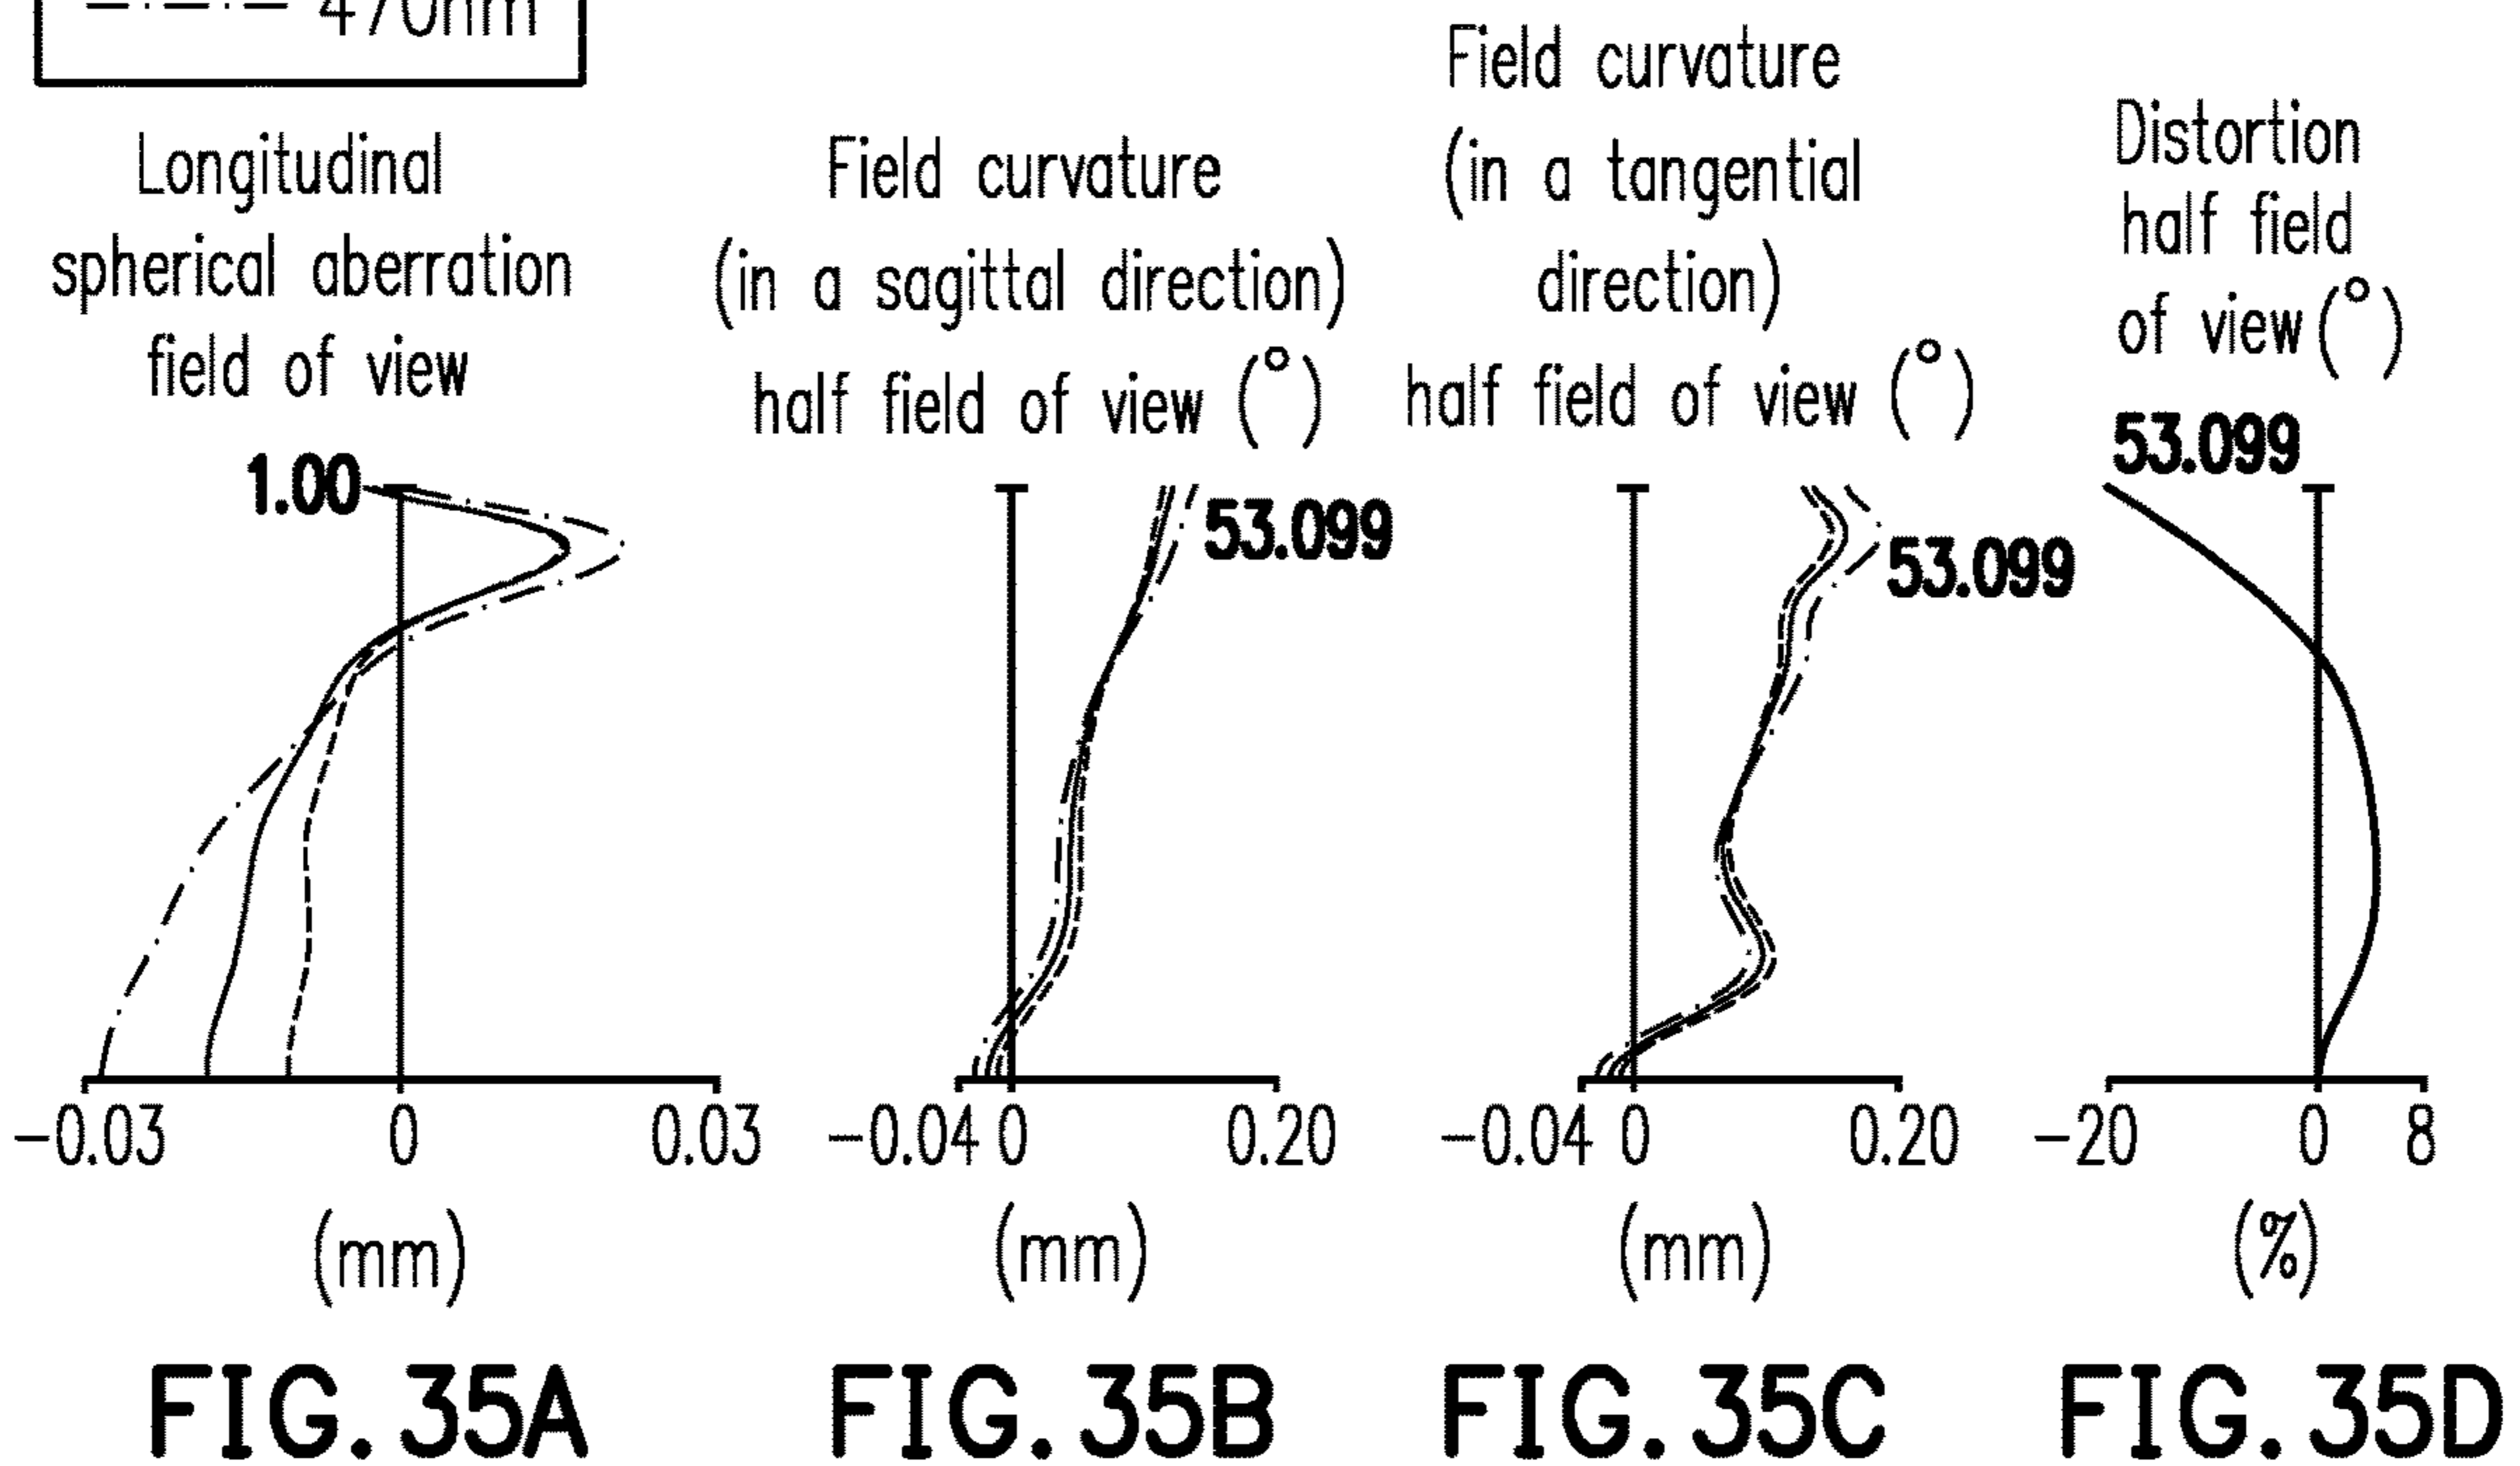 470nm
Longitudinal
spherical aberration
field of view
1.00
-0.03 0 0.03
(mm)
FIG. 35A
Field curvature
(in a sagittal direction)
half field of view (°)
53.099
-0.04 0 0.20
(mm)
FIG. 35B
Field curvature
(in a tangential
direction)
half field of view (°)
53.099
-0.04 0 0.20
(mm)
FIG. 35C
Distortion
half field
of view (°)
53.099
-20 0 8
(%)
FIG. 35D